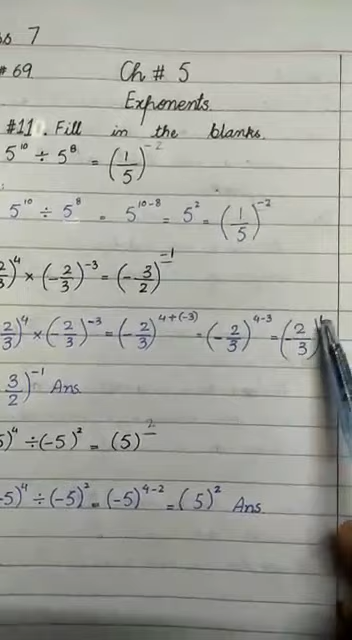 ss 7
# 69 Ch # 5
Exponents.
#11. Fill in the blanks.
5¹⁰ ÷ 5⁸ = (1/5)⁻²
5¹⁰ ÷ 5⁸ = 5¹⁰⁻⁸ = 5² = (1/5)⁻²
2/3)⁴ × (-2/3)⁻³ = (-3/2)⁻¹
2/3)⁴ × (-2/3)⁻³ = (-2/3)⁴⁺⁽⁻³⁾ = (-2/3)⁴⁻³ = (-2/3)
3/2)⁻¹ Ans
5)⁴ ÷ (-5)² = (5)²
-5)⁴ ÷ (-5)² = (-5)⁴⁻² = (5)² Ans